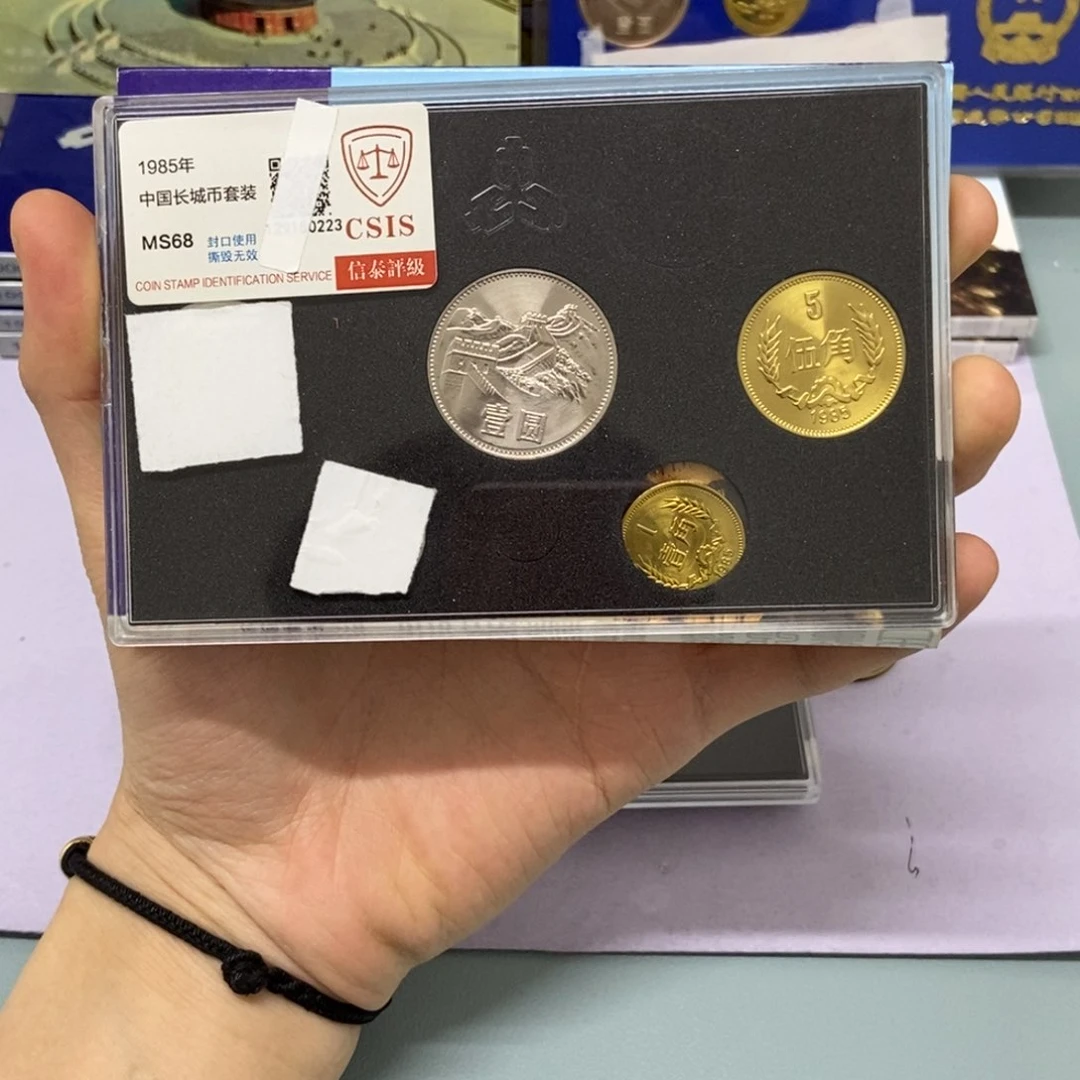 1985年
中国长城币套装
MS68
封口使用
撕毁无效
0223
CSIS
COIN STAMP IDENTIFICATION SERVICE
信泰評級
壹圆
5
伍角
1985
1
壹角
1985